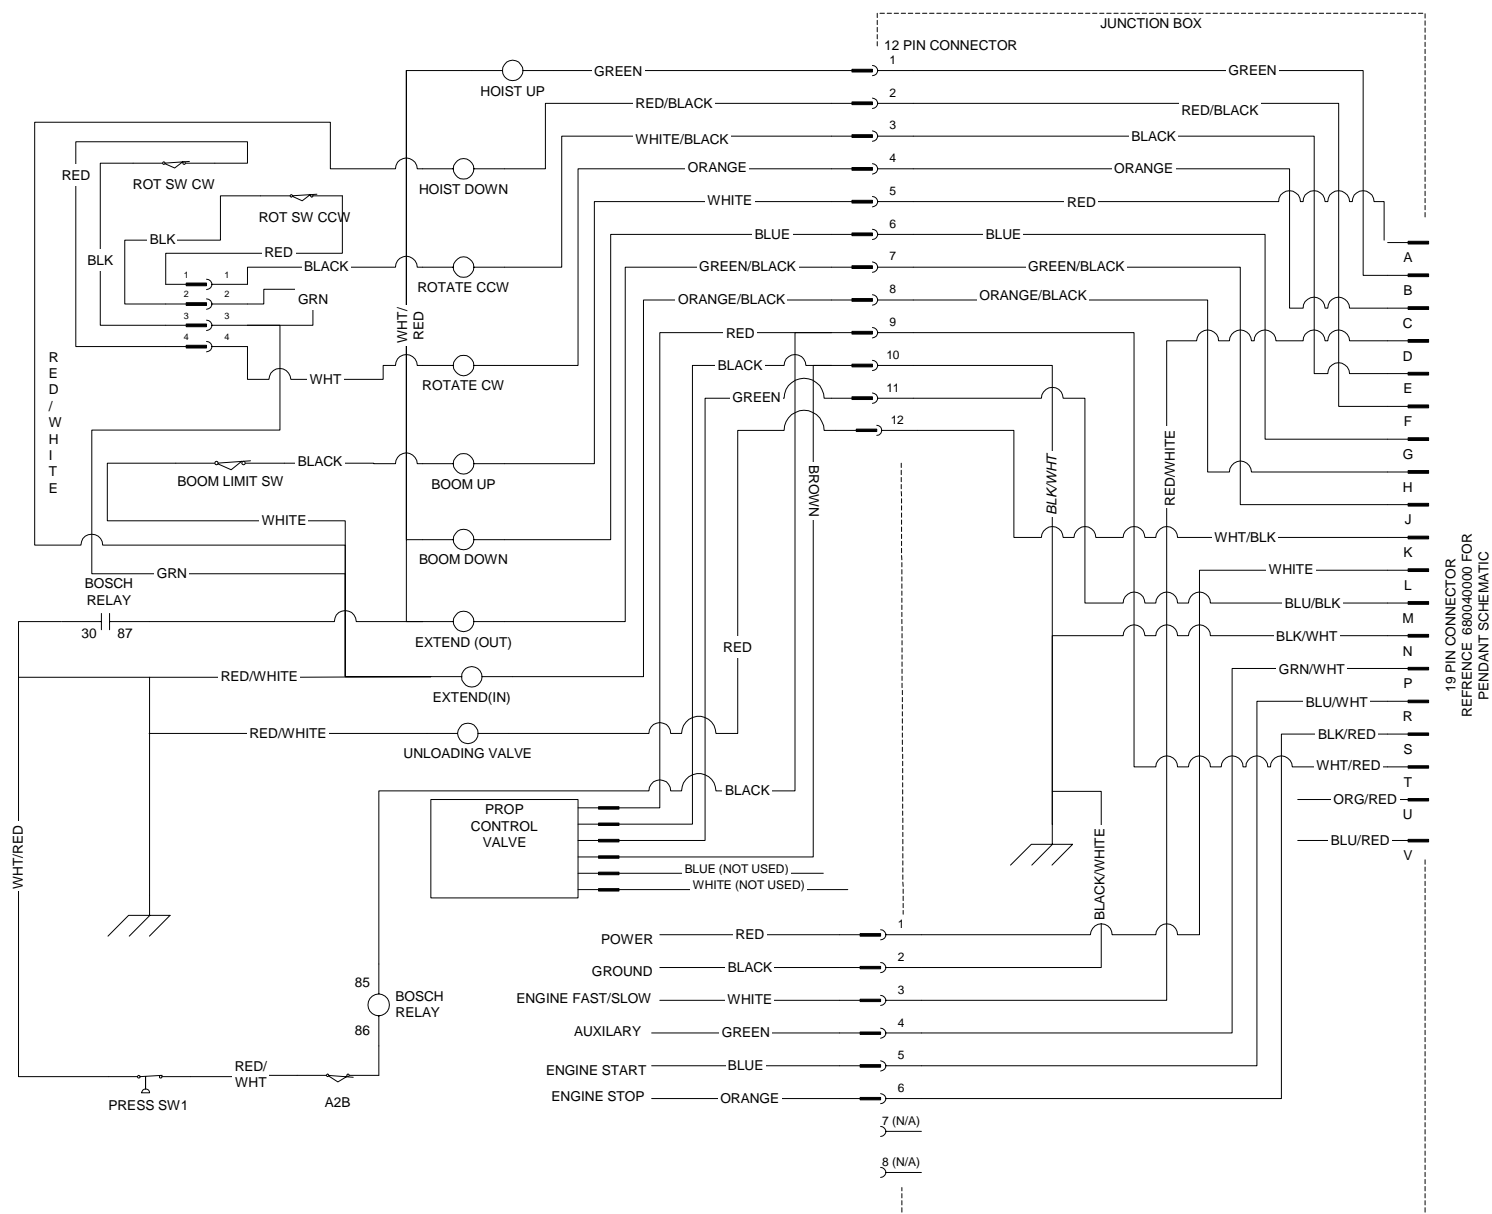 JUNCTION BOX
12 PIN CONNECTOR
1
GREEN
GREEN
HOIST UP
2
RED/BLACK
RED/BLACK
3
WHITE/BLACK
BLACK
4
ORANGE
ORANGE
RED
ROT SW CW
HOIST DOWN
5
WHITE
RED
ROT SW CCW
6
BLUE
BLUE
BLK
RED
BLK
A
7
BLACK
GREEN/BLACK
GREEN/BLACK
1
1
ROTATE CCW
B
8
2
2
GRN
ORANGE/BLACK
ORANGE/BLACK
3
3
C
9
WHT/
RED
RED
4
4
D
10
RED/WHITE
BLACK
WHT
ROTATE CW
E
11
GREEN
F
12
RED/WHITE
G
BLACK
BOOM LIMIT SW
BOOM UP
BROWN
BLK/WHT
H
J
WHITE
WHT/BLK
BOOM DOWN
K
GRN
WHITE
BOSCH
RELAY
L
30
87
BLU/BLK
M
EXTEND (OUT)
BLK/WHT
RED
N
RED/WHITE
GRN/WHT
P
EXTEND(IN)
BLU/WHT
R
RED/WHITE
BLK/RED
UNLOADING VALVE
S
WHT/RED
T
BLACK
ORG/RED
U
PROP
CONTROL
VALVE
BLU/RED
V
WHT/RED
BLUE (NOT USED)
WHITE (NOT USED)
BLACK/WHITE
19 PIN CONNECTOR
REFRENCE 680040000 FOR
PENDANT SCHEMATIC
POWER
RED
1
GROUND
BLACK
2
85
BOSCH
RELAY
86
ENGINE FAST/SLOW
WHITE
3
AUXILARY
GREEN
4
ENGINE START
BLUE
5
RED/
WHT
PRESS SW1
A2B
ENGINE STOP
ORANGE
6
7 (N/A)
8 (N/A)